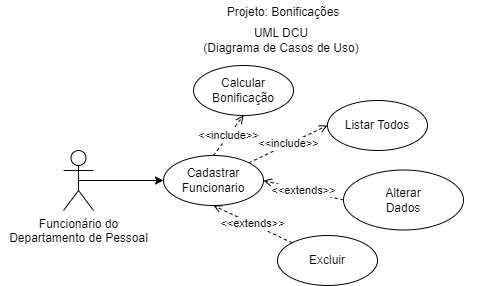 Projeto: Bonificações
UML DCU
(Diagrama de Casos de Uso)
Calcular
Bonificação
Listar Todos
<<include>>
<<include>>
Cadastrar
Funcionario
<<extends>>
Alterar
Dados
Funcionário do
Departamento de Pessoal
<<extends>>
Excluir